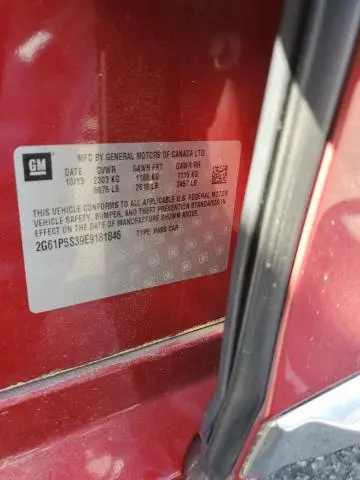 GM
MFD BY GENERAL MOTORS OF CANADA LTD.
DATE GVWR GAWR FRT GAWR RR
10/13 2303 KG 1188 KG 1115 KG
5075 LB 2618 LB 2457 LB
THIS VEHICLE CONFORMS TO ALL APPLICABLE U.S. FEDERAL MOTOR
VEHICLE SAFETY, BUMPER, AND THEFT PREVENTION STANDARDS IN
EFFECT ON THE DATE OF MANUFACTURE SHOWN ABOVE.
2G61P5S39E9181846 TYPE: PASS CAR